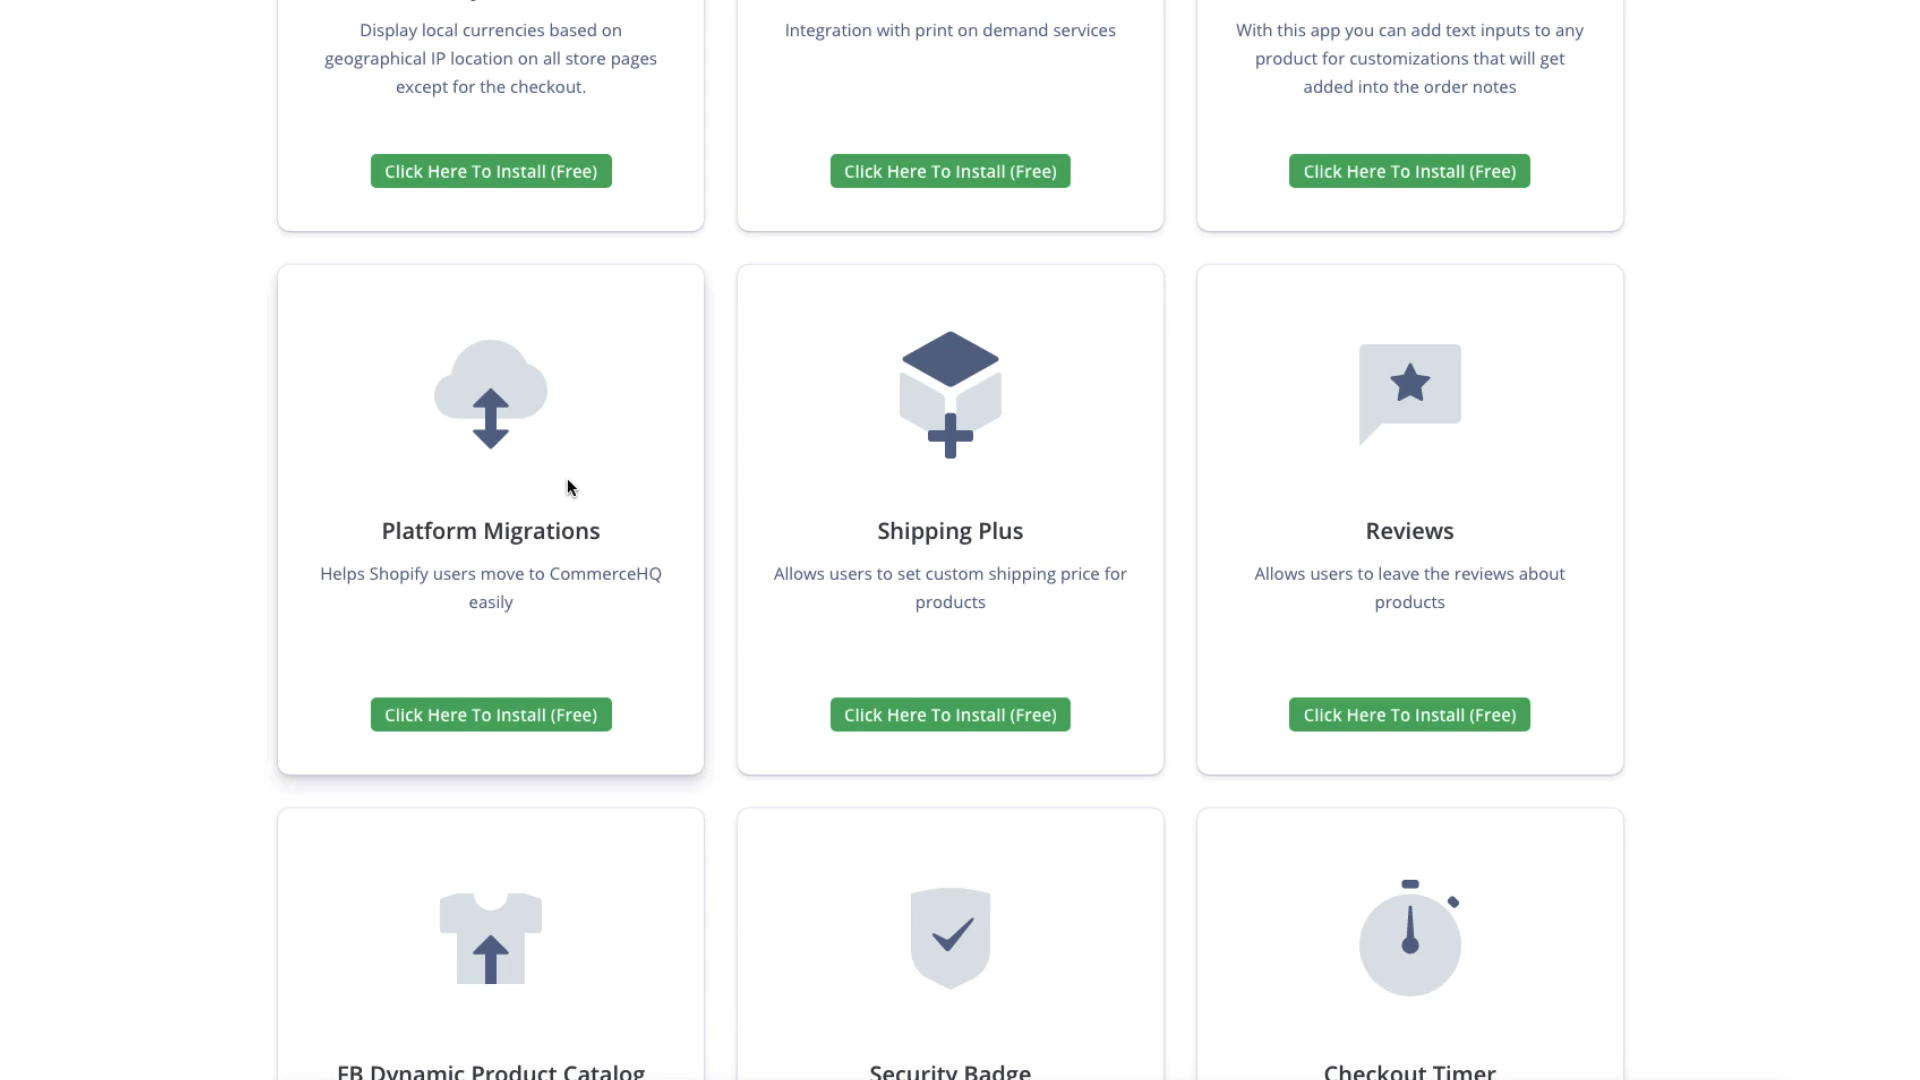 Display local currencies based on
geographical IP location on all store pages
except for the checkout.
Click Here To Install (Free)
Integration with print on demand services
Click Here To Install (Free)
With this app you can add text inputs to any
product for customizations that will get
added into the order notes
Click Here To Install (Free)
Platform Migrations
Helps Shopify users move to CommerceHQ
easily
Click Here To Install (Free)
Shipping Plus
Allows users to set custom shipping price for
products
Click Here To Install (Free)
Reviews
Allows users to leave the reviews about
products
Click Here To Install (Free)
FB Dynamic Product Catalog
Security Badge
Checkout Timer